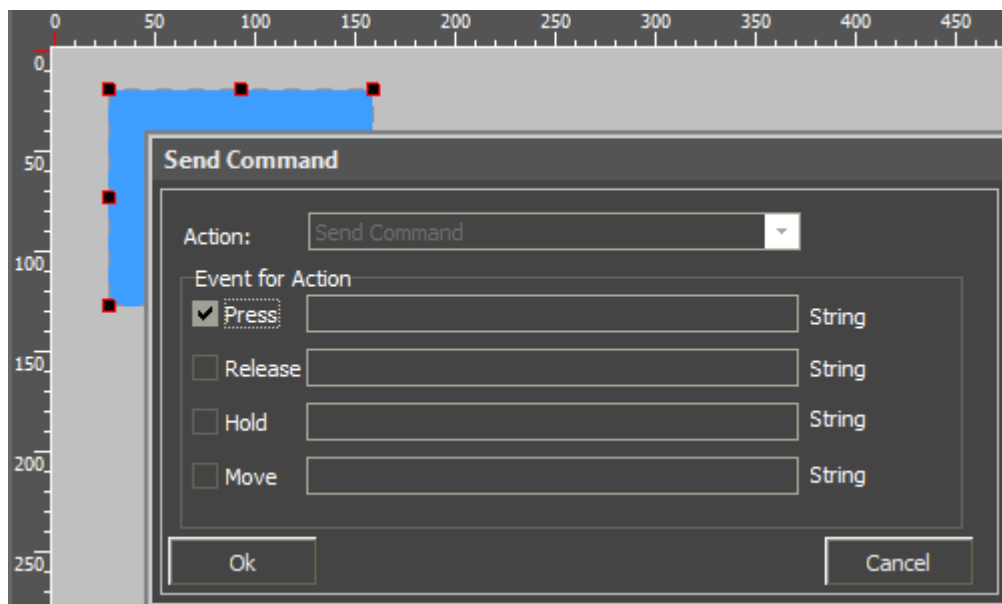 0 50 100 150 200 250 300 350 400 450
0
50
100
150
200
250
Send Command
Action: Send Command
Event for Action
Press String
Release String
Hold String
Move String
Ok Cancel